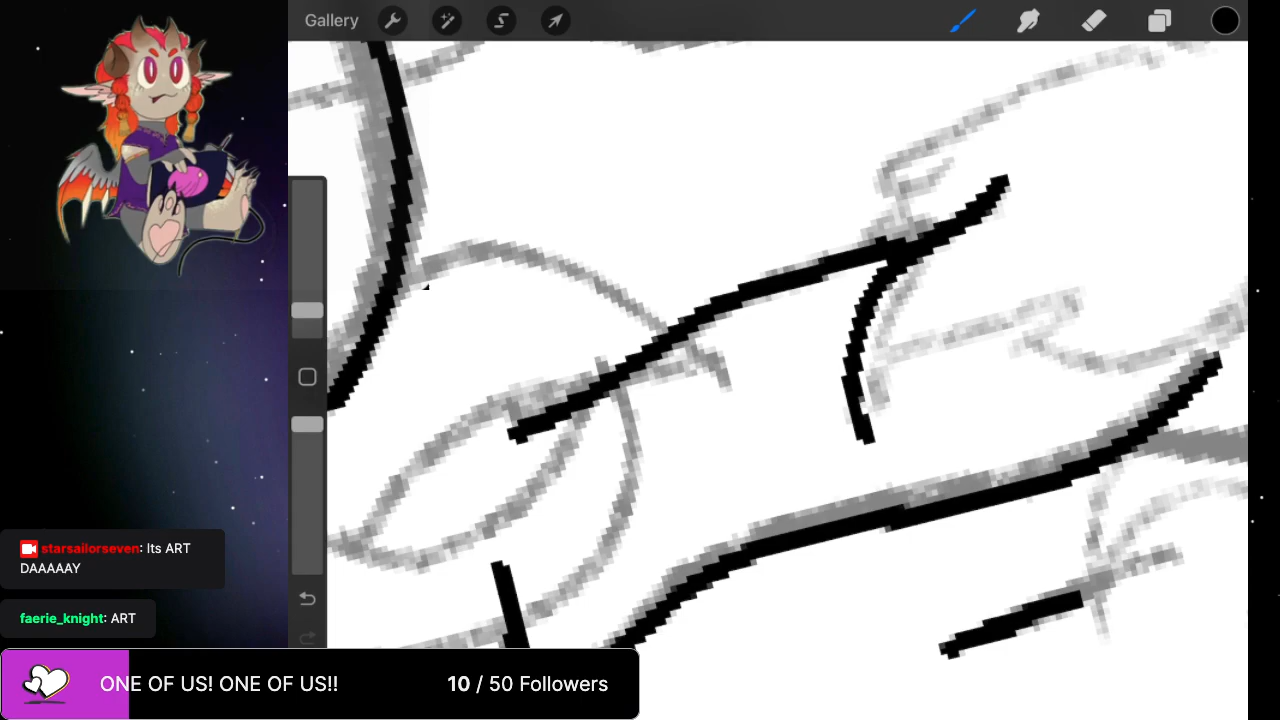 Gallery
starsailorseven: Its ART
DAAAAAY
faerie_knight: ART
ONE OF US! ONE OF US!! 10 / 50 Followers